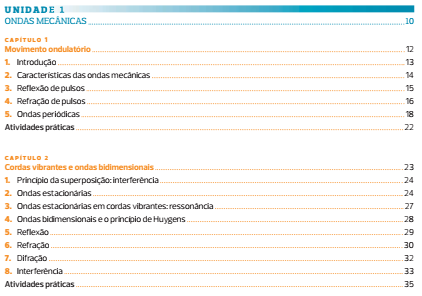 UNIDADE 1
ONDAS MECÂNICAS 10
CAPÍTULO 1
Movimento ondulatório 12
1. Introdução 13
2. Características das ondas mecânicas 14
3. Reflexão de pulsos 15
4. Refração de pulsos 16
5. Ondas periódicas 18
Atividades práticas 22
CAPÍTULO 2
Cordas vibrantes e ondas bidimensionais 23
1. Princípio da superposição: interferência 24
2. Ondas estacionárias 24
3. Ondas estacionárias em cordas vibrantes: ressonância 27
4. Ondas bidimensionais e o princípio de Huygens 28
5. Reflexão 29
6. Refração 30
7. Difração 32
8. Interferência 33
Atividades práticas 35